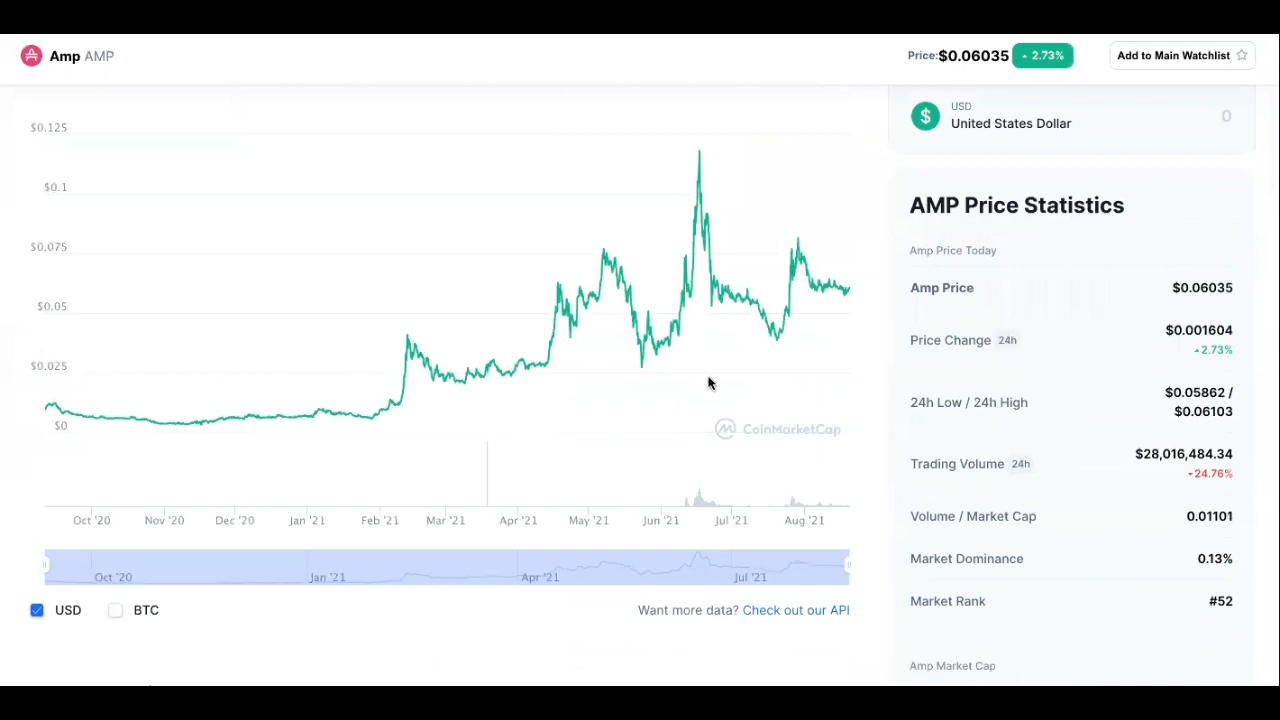 Amp AMP
Price:$0.06035 2.73%
Add to Main Watchlist
$0.125
$0.1
$0.075
$0.05
$0.025
$0
CoinMarketCap
Oct '20 Nov '20 Dec '20 Jan '21 Feb '21 Mar '21 Apr '21 May '21 Jun '21 Jul '21 Aug '21
Oct '20 Jan '21 Apr '21 Jul '21
USD BTC
Want more data? Check out our API
USD
United States Dollar 0
AMP Price Statistics
Amp Price Today
Amp Price $0.06035
Price Change 24h $0.001604
2.73%
24h Low / 24h High $0.05862 /
$0.06103
Trading Volume 24h $28,016,484.34
24.76%
Volume / Market Cap 0.01101
Market Dominance 0.13%
Market Rank #52
Amp Market Cap